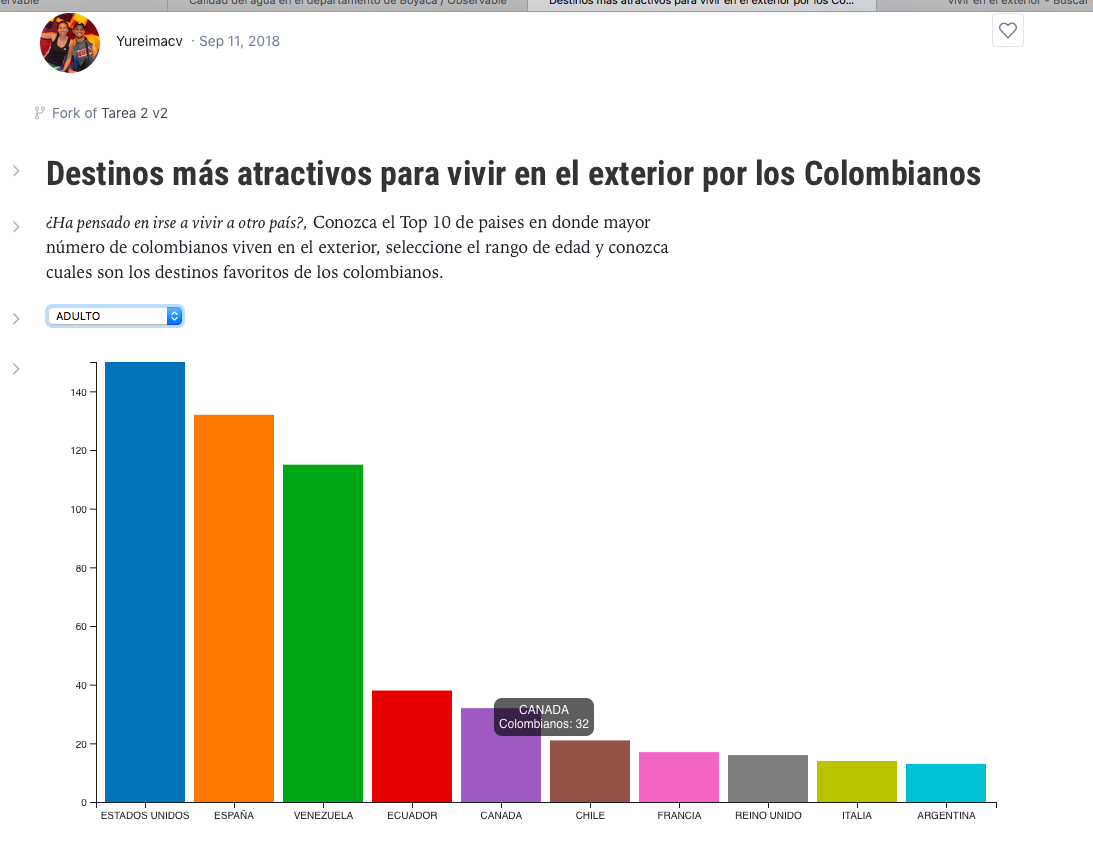 Calidad del agua en el departamento de Boyacá / Observable
Destinos más atractivos para vivir en el exterior por los Co...
vivir en el exterior - Buscar
Yureimacv · Sep 11, 2018
Fork of Tarea 2 v2
Destinos más atractivos para vivir en el exterior por los Colombianos
¿Ha pensado en irse a vivir a otro país?, Conozca el Top 10 de paises en donde mayor
número de colombianos viven en el exterior, seleccione el rango de edad y conozca
cuales son los destinos favoritos de los colombianos.
ADULTO
140
120
100
80
60
40
20
0
CANADA
Colombianos: 32
ESTADOS UNIDOS ESPAÑA VENEZUELA ECUADOR CANADA CHILE FRANCIA REINO UNIDO ITALIA ARGENTINA